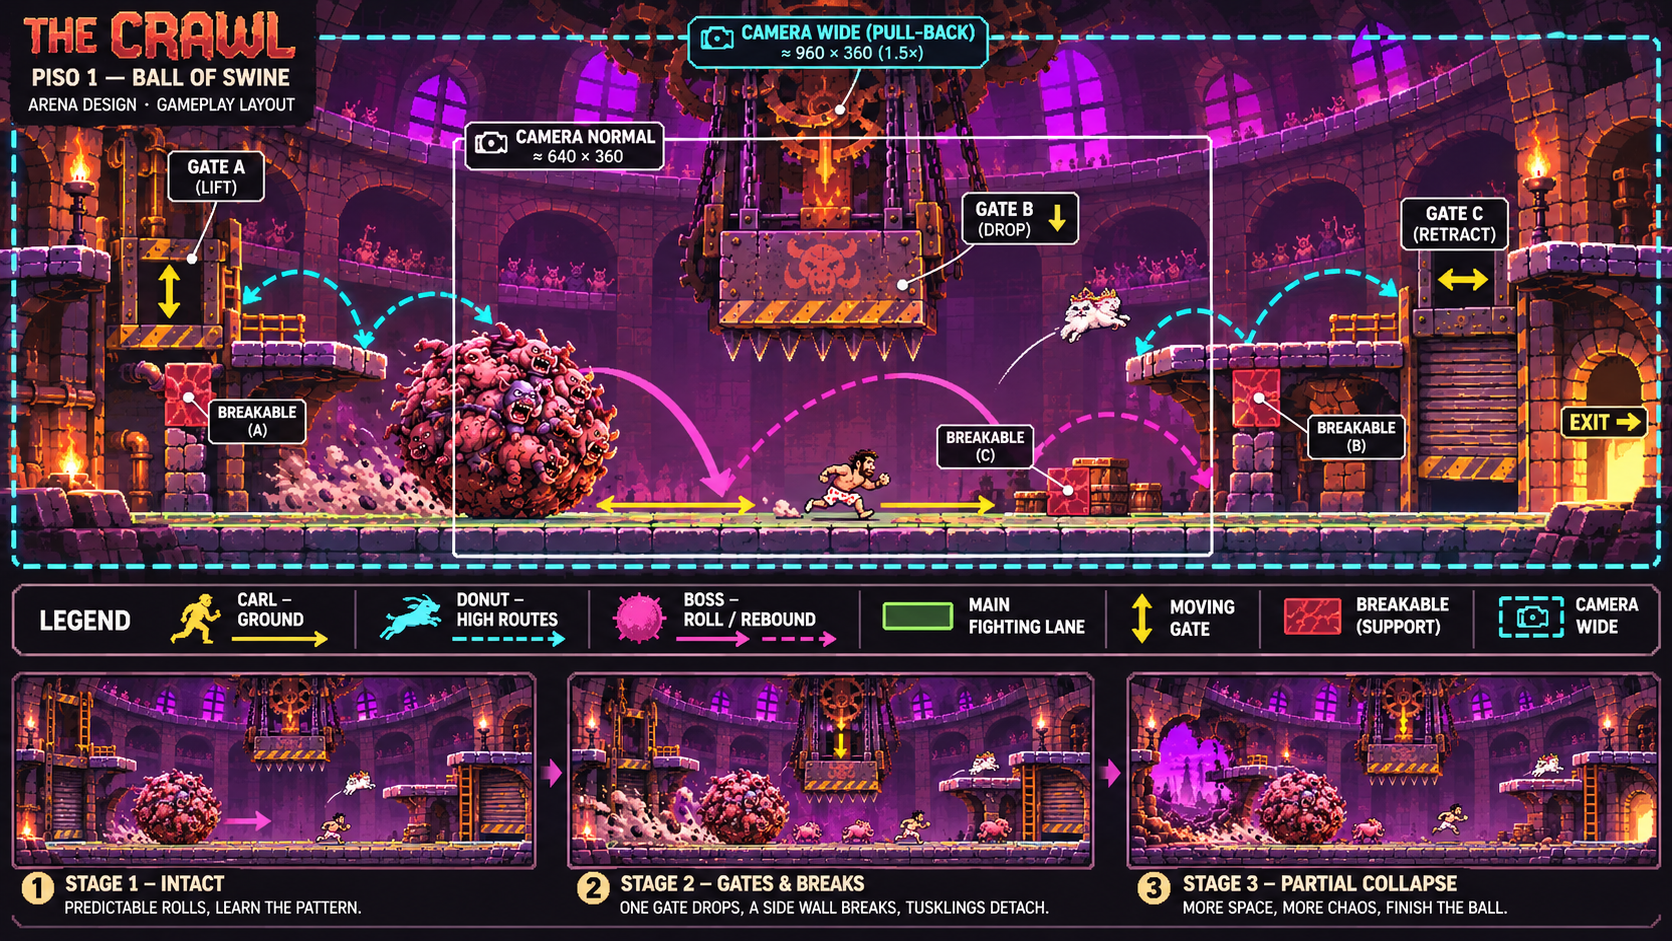 THE CRAWL
PISO 1 — BALL OF SWINE
ARENA DESIGN · GAMEPLAY LAYOUT
CAMERA WIDE (PULL-BACK)
≈ 960 × 360 (1.5×)
CAMERA NORMAL
≈ 640 × 360
GATE A
(LIFT)
GATE B
(DROP)
GATE C
(RETRACT)
BREAKABLE
(A)
BREAKABLE
(C)
BREAKABLE
(B)
EXIT
LEGEND
CARL –
GROUND
DONUT –
HIGH ROUTES
BOSS –
ROLL / REBOUND
MAIN
FIGHTING LANE
MOVING
GATE
BREAKABLE
(SUPPORT)
CAMERA
WIDE
1 STAGE 1 – INTACT
PREDICTABLE ROLLS, LEARN THE PATTERN.
2 STAGE 2 – GATES & BREAKS
ONE GATE DROPS, A SIDE WALL BREAKS, TUSKLINGS DETACH.
3 STAGE 3 – PARTIAL COLLAPSE
MORE SPACE, MORE CHAOS, FINISH THE BALL.